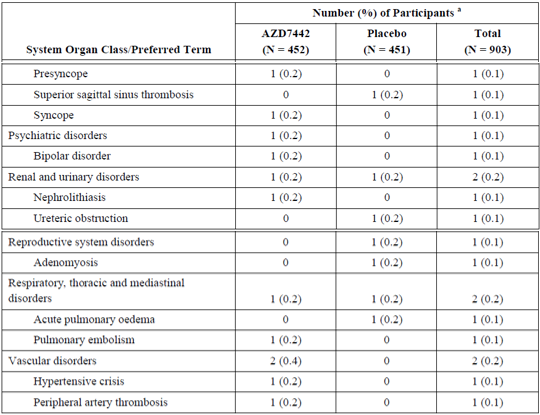 System Organ Class/Preferred Term
Number (%) of Participants a
AZD7442
(N = 452)
Placebo
(N = 451)
Total
(N = 903)
Presyncope 1 (0.2) 0 1 (0.1)
Superior sagittal sinus thrombosis 0 1 (0.2) 1 (0.1)
Syncope 1 (0.2) 0 1 (0.1)
Psychiatric disorders 1 (0.2) 0 1 (0.1)
Bipolar disorder 1 (0.2) 0 1 (0.1)
Renal and urinary disorders 1 (0.2) 1 (0.2) 2 (0.2)
Nephrolithiasis 1 (0.2) 0 1 (0.1)
Ureteric obstruction 0 1 (0.2) 1 (0.1)
Reproductive system disorders 0 1 (0.2) 1 (0.1)
Adenomyosis 0 1 (0.2) 1 (0.1)
Respiratory, thoracic and mediastinal
disorders 1 (0.2) 1 (0.2) 2 (0.2)
Acute pulmonary oedema 0 1 (0.2) 1 (0.1)
Pulmonary embolism 1 (0.2) 0 1 (0.1)
Vascular disorders 2 (0.4) 0 2 (0.2)
Hypertensive crisis 1 (0.2) 0 1 (0.1)
Peripheral artery thrombosis 1 (0.2) 0 1 (0.1)